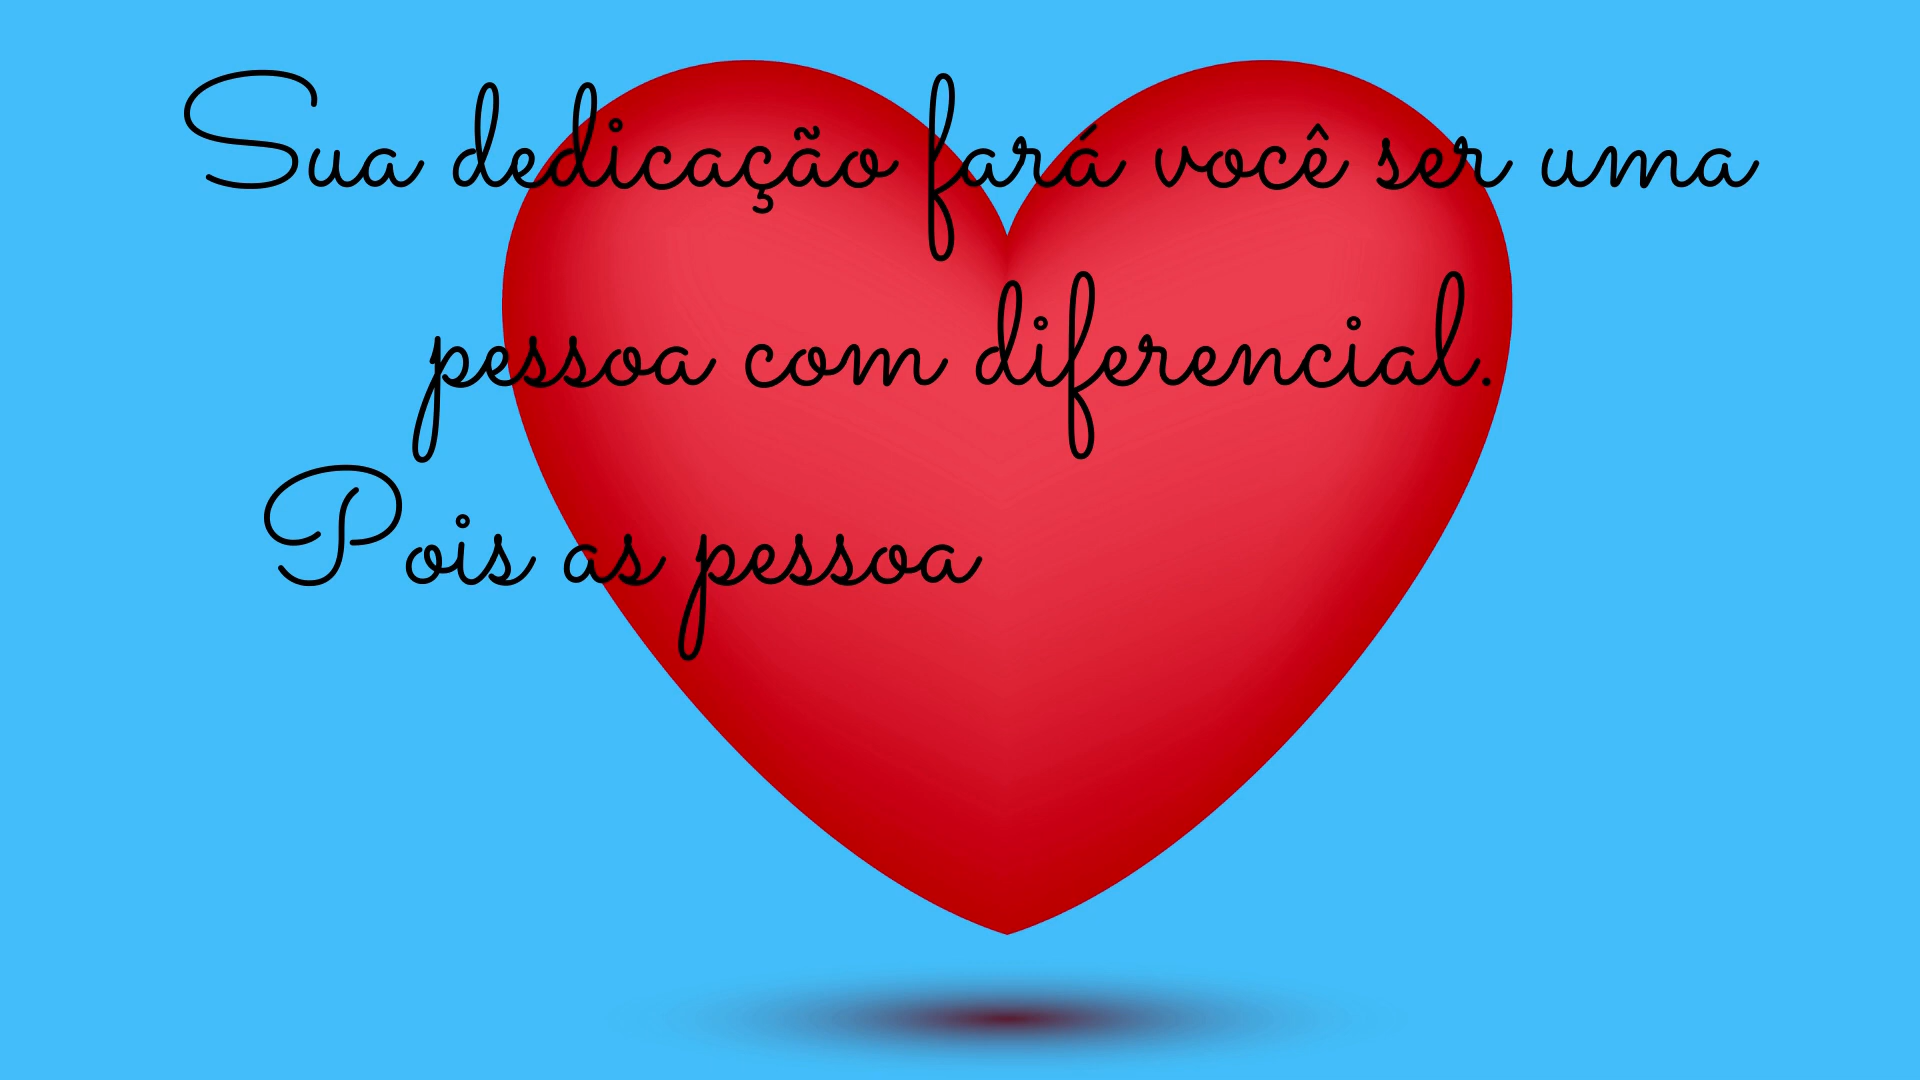 Sua dedicação fará você ser uma
pessoa com diferencial.
Pois as pessoa